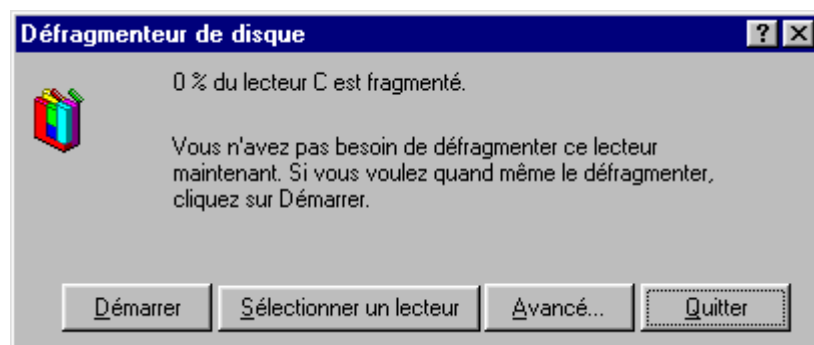 Défragmenteur de disque
0 % du lecteur C est fragmenté.
Vous n'avez pas besoin de défragmenter ce lecteur
maintenant. Si vous voulez quand même le défragmenter,
cliquez sur Démarrer.
Démarrer Sélectionner un lecteur Avancé... Quitter